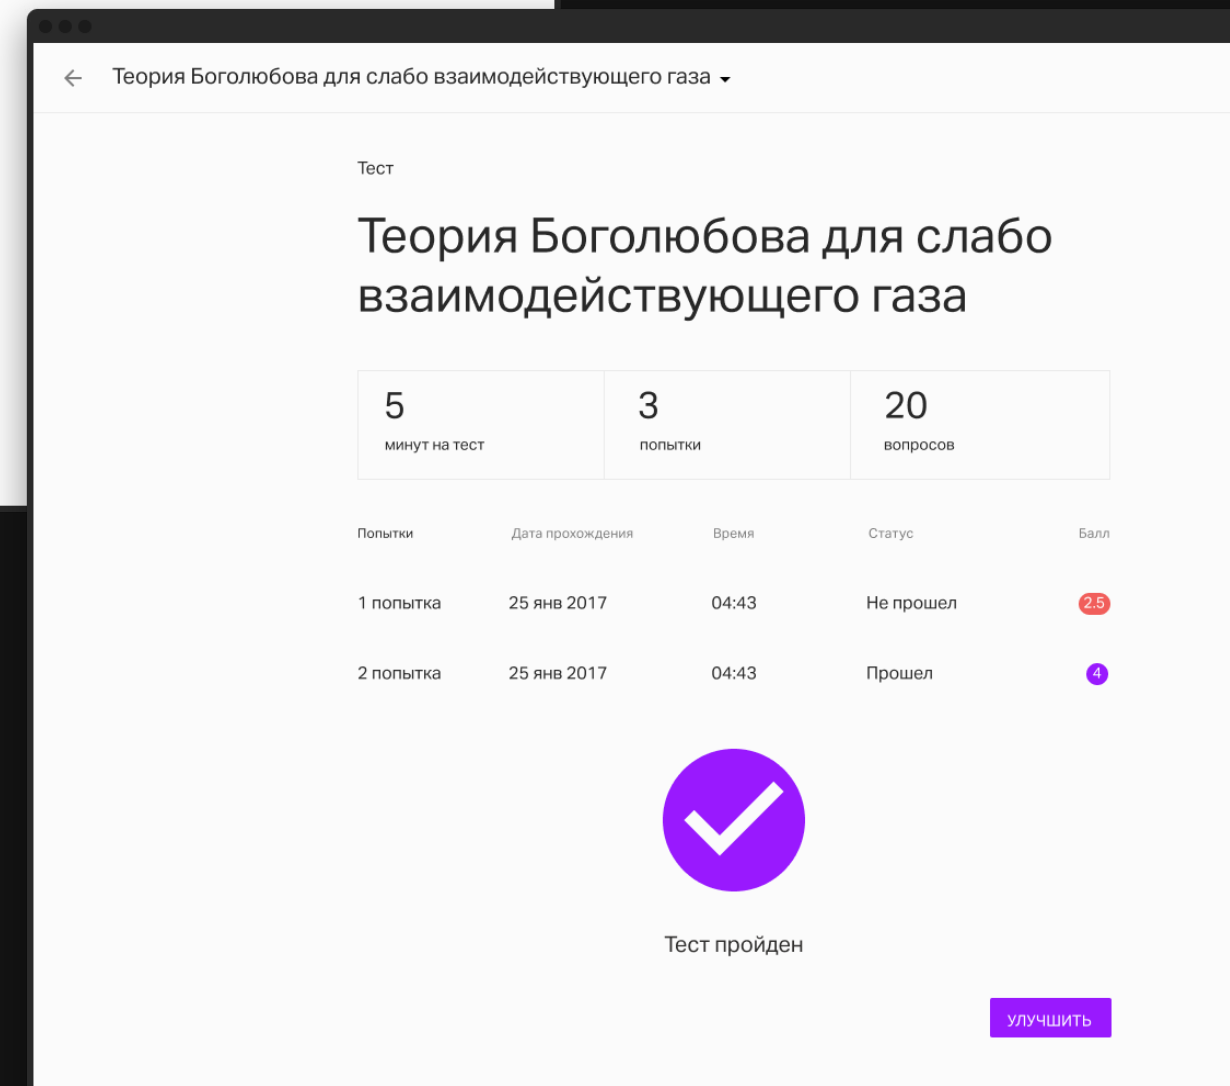 Теория Боголюбова для слабо взаимодействующего газа
Тест
Теория Боголюбова для слабо
взаимодействующего газа
5 3 20
минут на тест попытки вопросов
Попытки Дата прохождения Время Статус Балл
1 попытка 25 янв 2017 04:43 Не прошел 2.5
2 попытка 25 янв 2017 04:43 Прошел 4
Тест пройден
УЛУЧШИТЬ